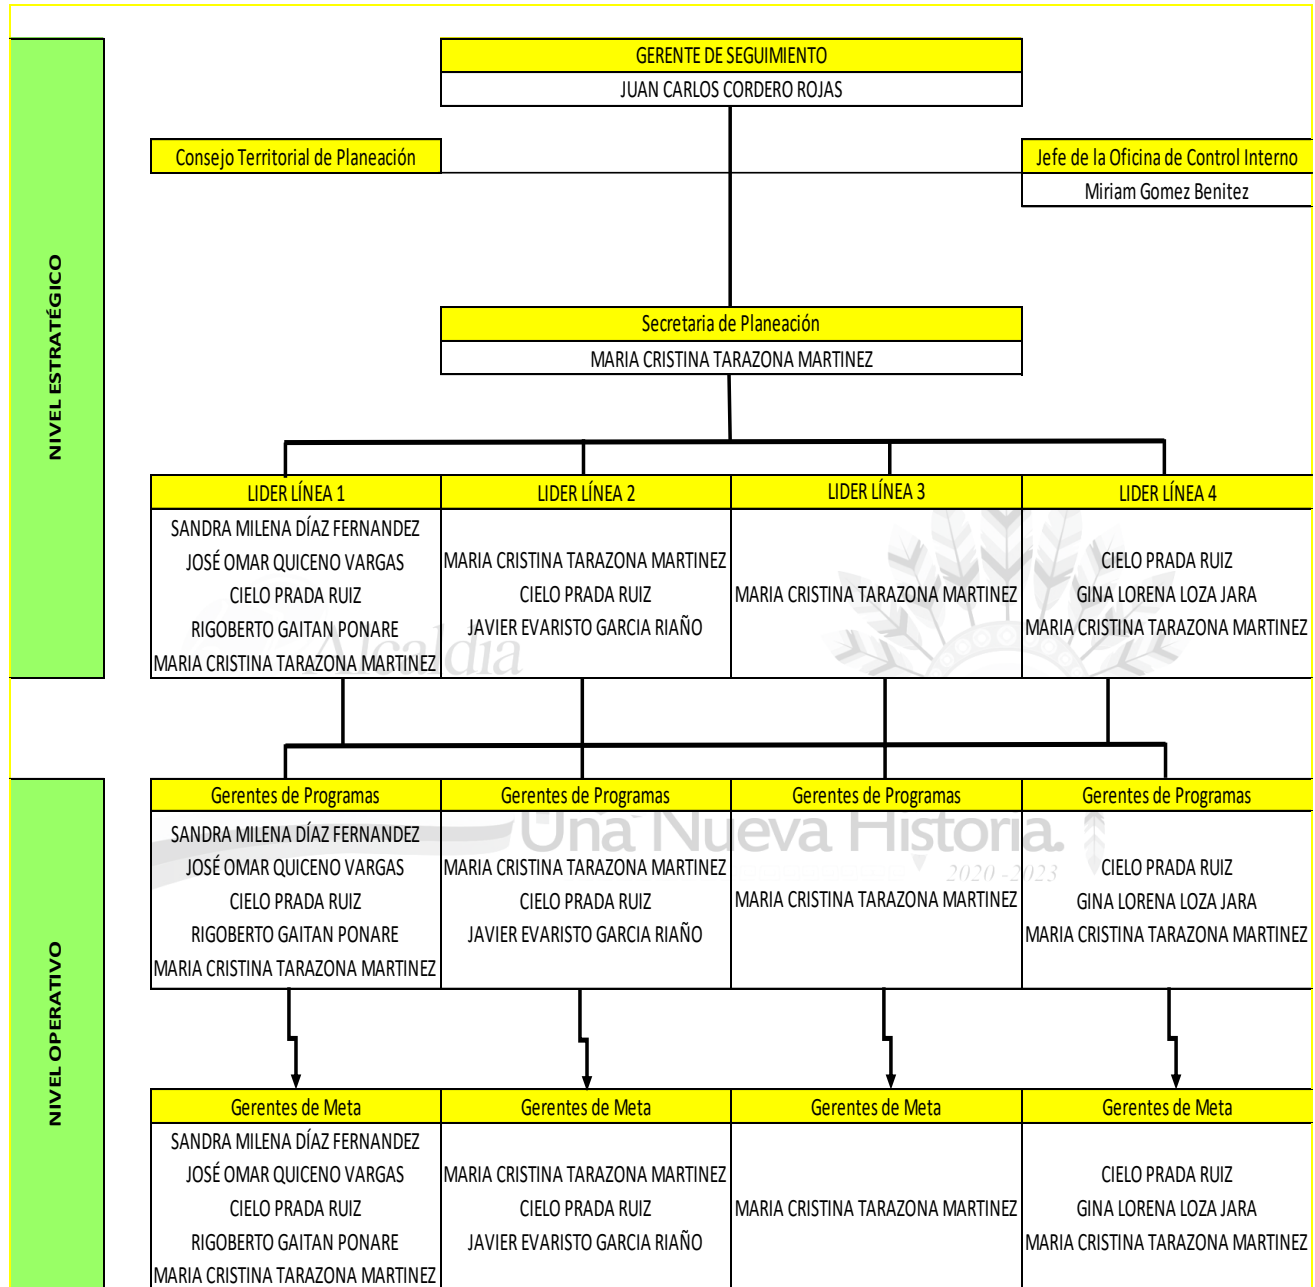 GERENTE DE SEGUIMIENTO
JUAN CARLOS CORDERO ROJAS
Consejo Territorial de Planeación
Jefe de la Oficina de Control Interno
Miriam Gomez Benitez
NIVEL ESTRATÉGICO
Secretaria de Planeación
MARIA CRISTINA TARAZONA MARTINEZ
LIDER LÍNEA 1
SANDRA MILENA DÍAZ FERNANDEZ
JOSÉ OMAR QUICENO VARGAS
CIELO PRADA RUIZ
RIGOBERTO GAITAN PONARE
MARIA CRISTINA TARAZONA MARTINEZ
LIDER LÍNEA 2
MARIA CRISTINA TARAZONA MARTINEZ
CIELO PRADA RUIZ
JAVIER EVARISTO GARCIA RIAÑO
LIDER LÍNEA 3
MARIA CRISTINA TARAZONA MARTINEZ
LIDER LÍNEA 4
CIELO PRADA RUIZ
GINA LORENA LOZA JARA
MARIA CRISTINA TARAZONA MARTINEZ
Alcaldía
NIVEL OPERATIVO
Gerentes de Programas
SANDRA MILENA DÍAZ FERNANDEZ
JOSÉ OMAR QUICENO VARGAS
CIELO PRADA RUIZ
RIGOBERTO GAITAN PONARE
MARIA CRISTINA TARAZONA MARTINEZ
Gerentes de Programas
MARIA CRISTINA TARAZONA MARTINEZ
CIELO PRADA RUIZ
JAVIER EVARISTO GARCIA RIAÑO
Gerentes de Programas
MARIA CRISTINA TARAZONA MARTINEZ
Gerentes de Programas
CIELO PRADA RUIZ
GINA LORENA LOZA JARA
MARIA CRISTINA TARAZONA MARTINEZ
Una Nueva Historia.
2020 -2023
Gerentes de Meta
SANDRA MILENA DÍAZ FERNANDEZ
JOSÉ OMAR QUICENO VARGAS
CIELO PRADA RUIZ
RIGOBERTO GAITAN PONARE
MARIA CRISTINA TARAZONA MARTINEZ
Gerentes de Meta
MARIA CRISTINA TARAZONA MARTINEZ
CIELO PRADA RUIZ
JAVIER EVARISTO GARCIA RIAÑO
Gerentes de Meta
MARIA CRISTINA TARAZONA MARTINEZ
Gerentes de Meta
CIELO PRADA RUIZ
GINA LORENA LOZA JARA
MARIA CRISTINA TARAZONA MARTINEZ